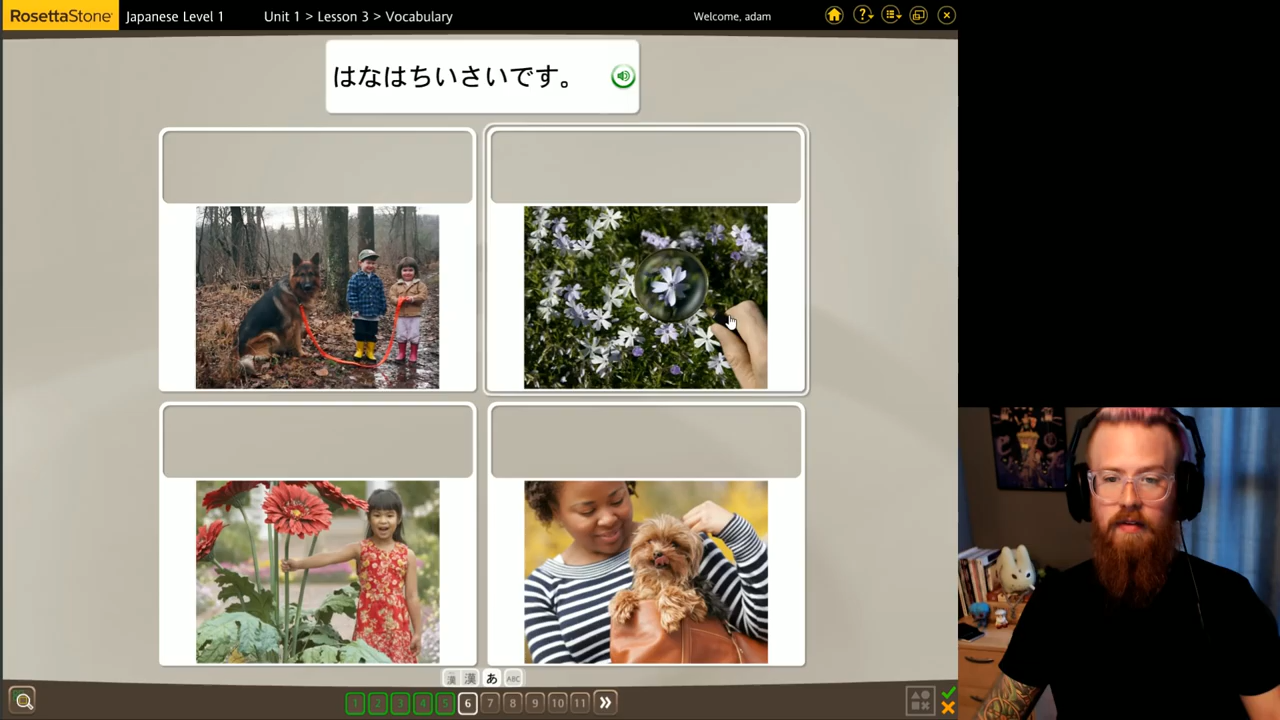 RosettaStone
Japanese Level 1
Unit 1 > Lesson 3 > Vocabulary
Welcome, adam
はなはちいさいです。
漢 漢 あ ABC
1 2 3 4 5 6 7 8 9 10 11